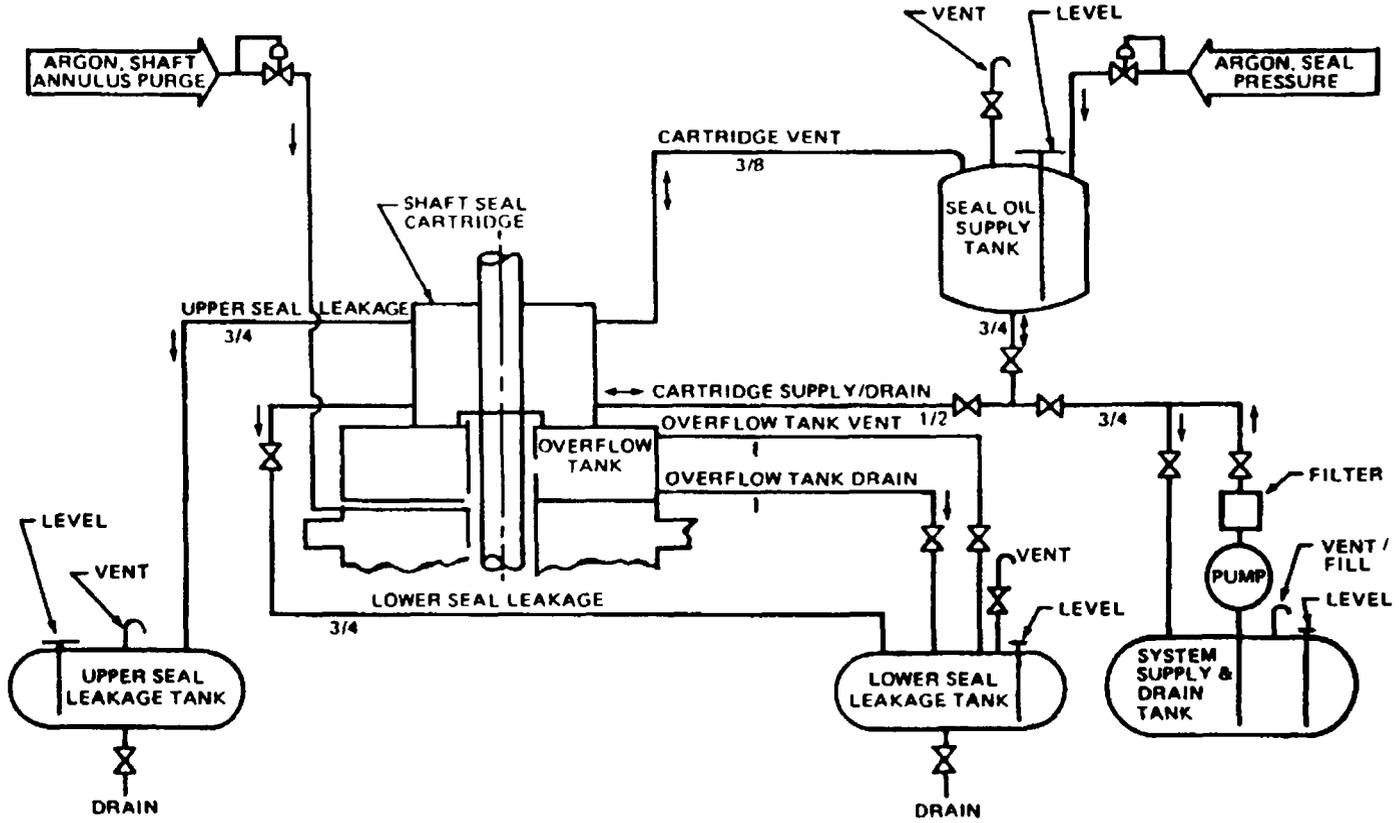 VENT
LEVEL
ARGON, SHAFT
ANNULUS PURGE
ARGON, SEAL
PRESSURE
CARTRIDGE VENT
3/8
SHAFT SEAL
CARTRIDGE
SEAL OIL
SUPPLY
TANK
UPPER SEAL LEAKAGE
3/4
3/4
CARTRIDGE SUPPLY/DRAIN
1/2
3/4
OVERFLOW TANK VENT
1
OVERFLOW
TANK
OVERFLOW TANK DRAIN
1
FILTER
LEVEL
VENT
VENT
VENT /
FILL
PUMP
LEVEL
LEVEL
LOWER SEAL LEAKAGE
3/4
UPPER SEAL
LEAKAGE TANK
LOWER SEAL
LEAKAGE TANK
SYSTEM
SUPPLY &
DRAIN
TANK
DRAIN
DRAIN